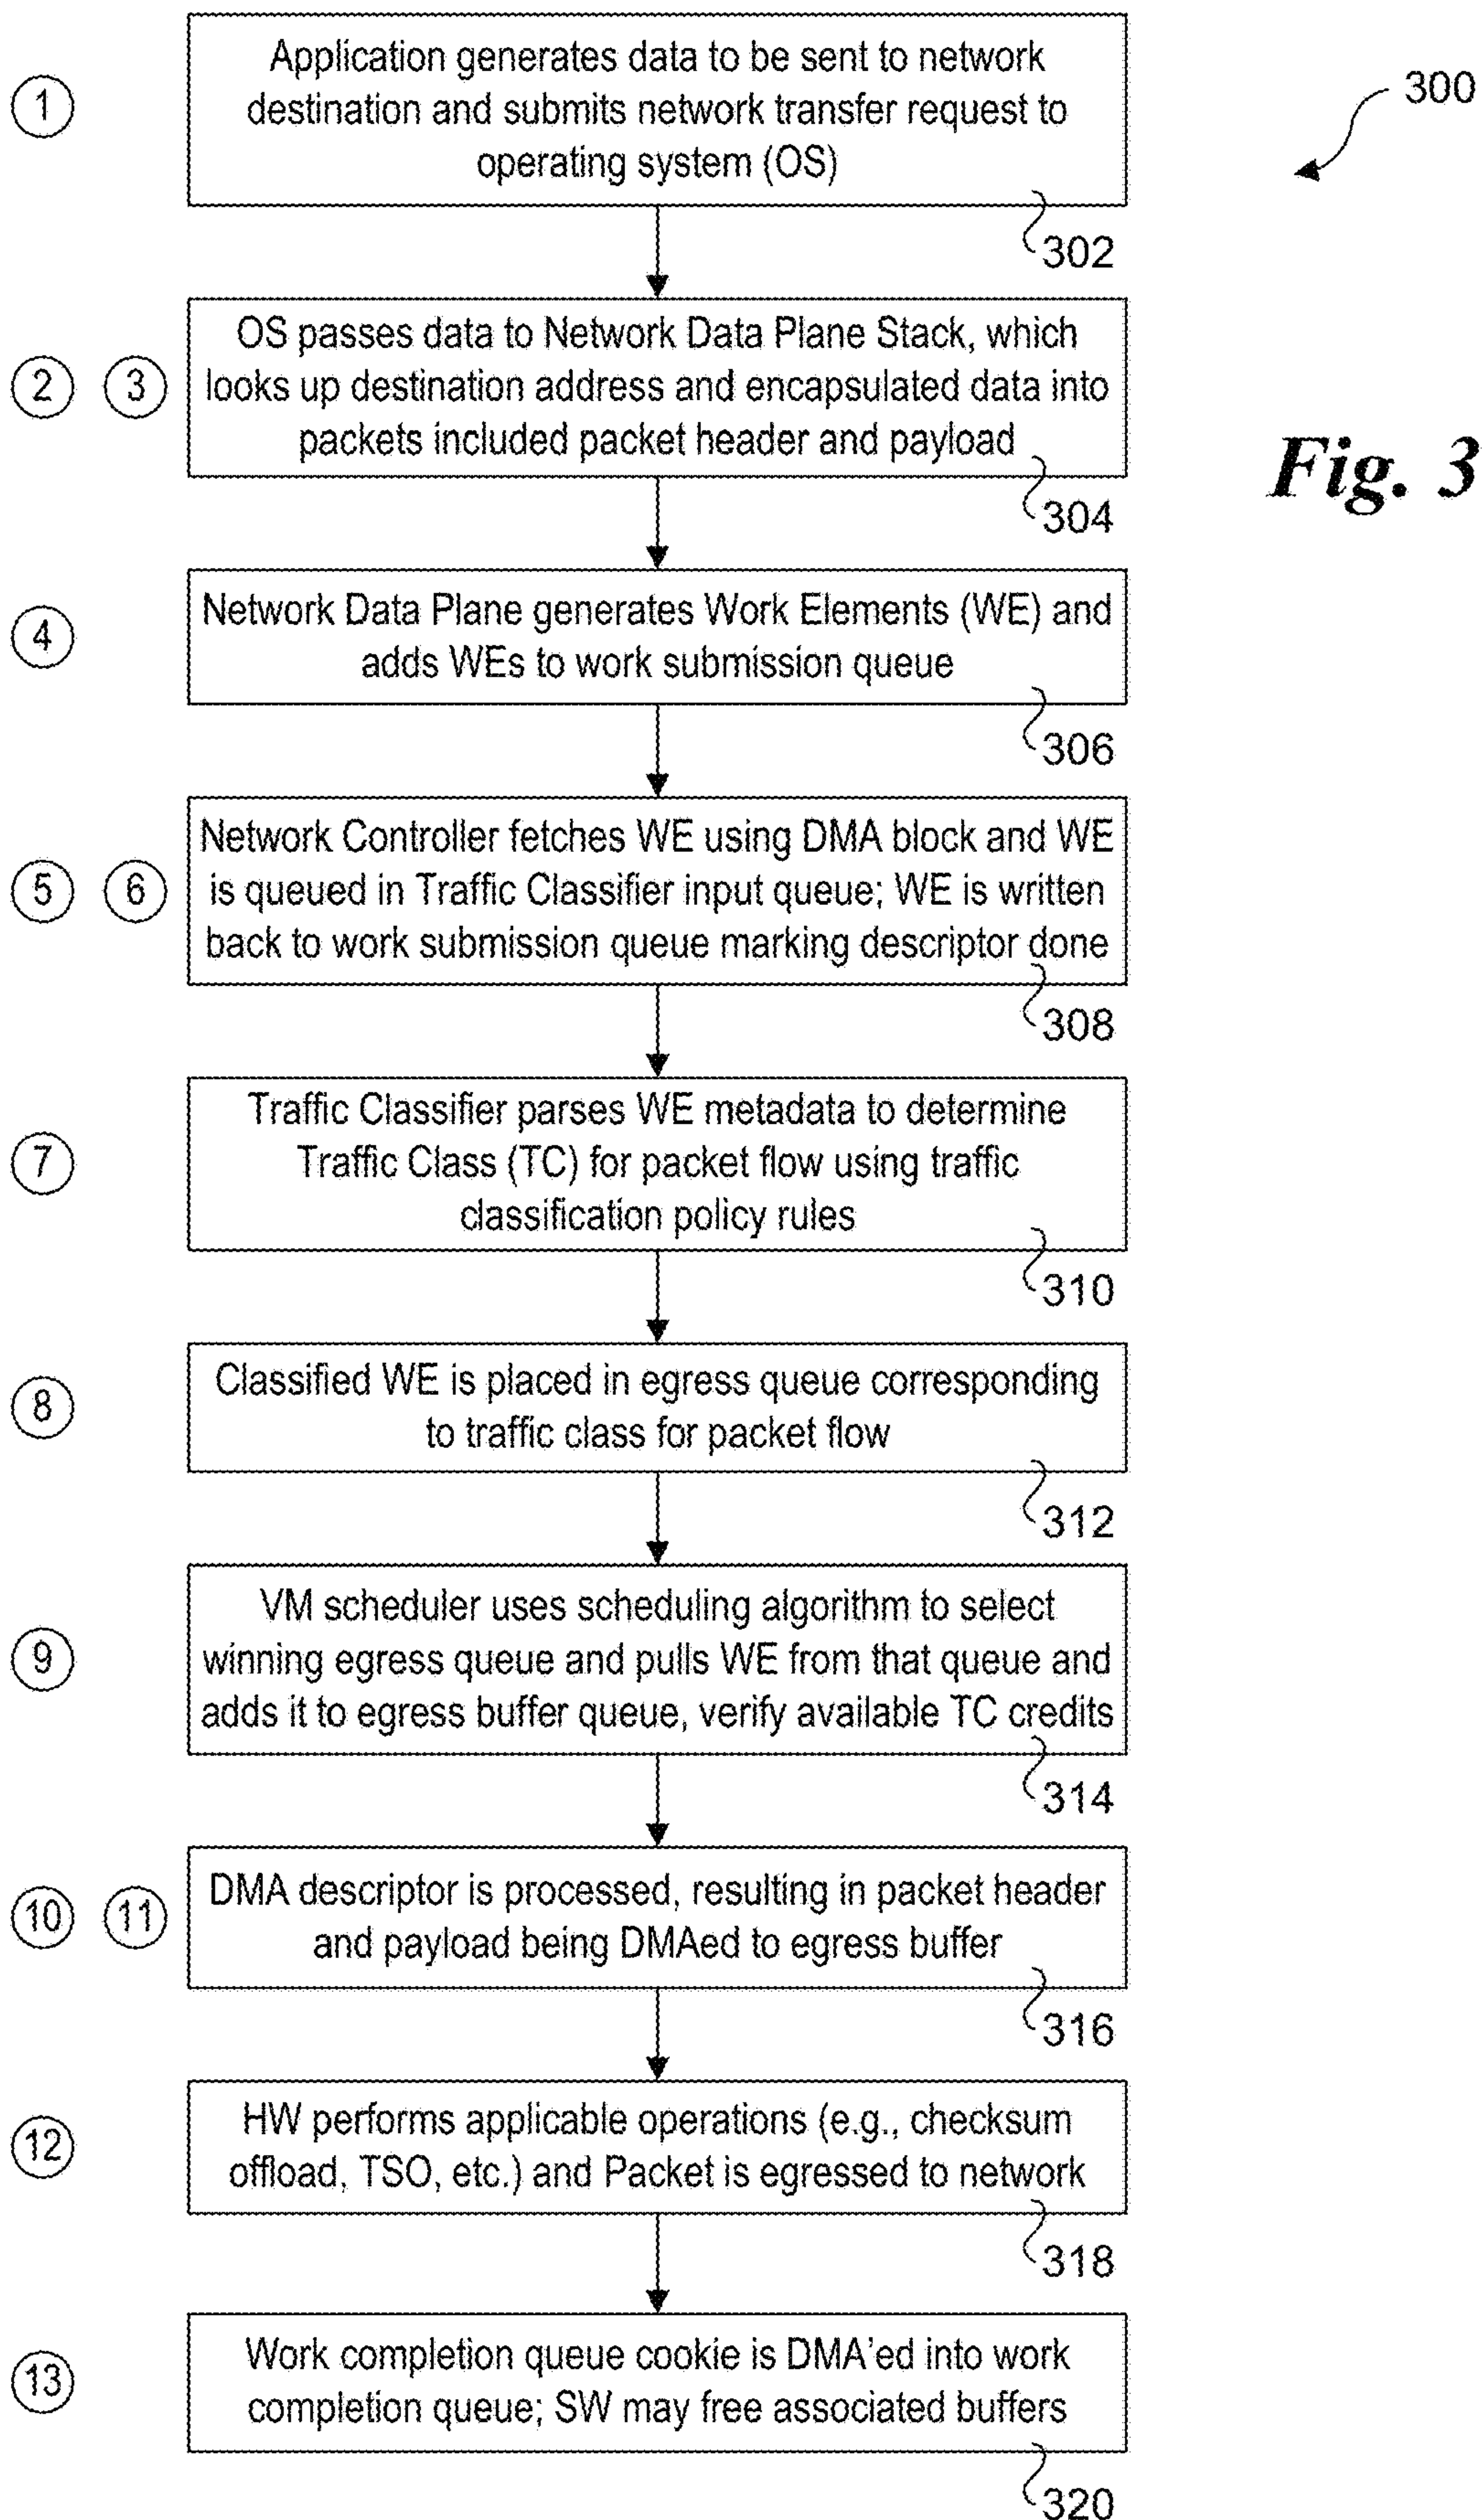 Application generates data to be sent to network
destination and submits network transfer request to
operating system (OS)
1
300
302
OS passes data to Network Data Plane Stack, which
looks up destination address and encapsulated data into
packets included packet header and payload
2 3
Fig. 3
304
Network Data Plane generates Work Elements (WE) and
adds WEs to work submission queue
4
306
Network Controller fetches WE using DMA block and WE
is queued in Traffic Classifier input queue; WE is written
back to work submission queue marking descriptor done
5 6
308
Traffic Classifier parses WE metadata to determine
Traffic Class (TC) for packet flow using traffic
classification policy rules
7
310
Classified WE is placed in egress queue corresponding
to traffic class for packet flow
8
312
VM scheduler uses scheduling algorithm to select
winning egress queue and pulls WE from that queue and
adds it to egress buffer queue, verify available TC credits
9
314
DMA descriptor is processed, resulting in packet header
and payload being DMAed to egress buffer
10 11
316
HW performs applicable operations (e.g., checksum
offload, TSO, etc.) and Packet is egressed to network
12
318
Work completion queue cookie is DMA'ed into work
completion queue; SW may free associated buffers
13
320